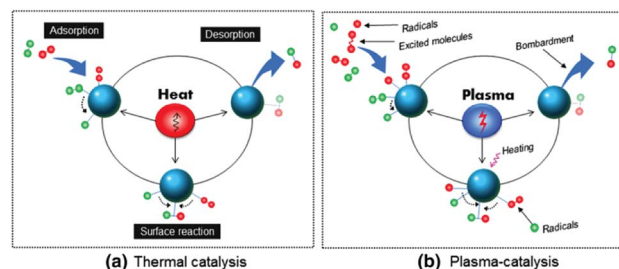 Adsorption
Desorption
Heat
Surface reaction
(a) Thermal catalysis
Radicals
Excited molecules
Bombardment
Plasma
Heating
Radicals
(b) Plasma-catalysis